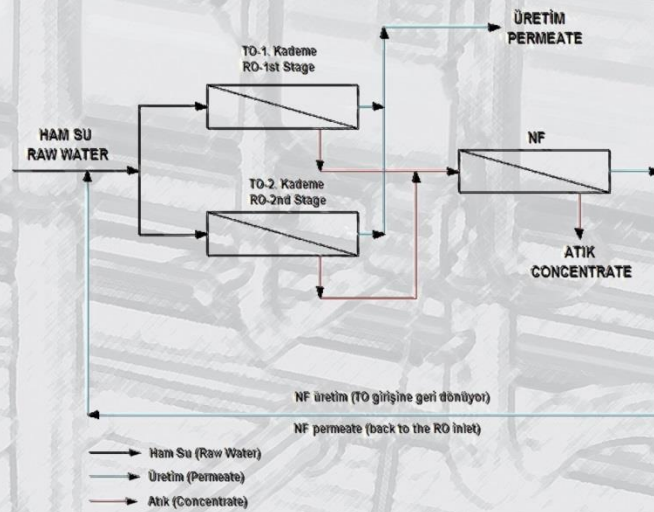 ÜRETİM
PERMEATE
TO-1. Kademe
RO-1st Stage
HAM SU
RAW WATER
NF
TO-2. Kademe
RO-2nd Stage
ATIK
CONCENTRATE
NF üretim (TO girişine geri dönüyor)
NF permeate (back to the RO inlet)
Ham Su (Raw Water)
Üretim (Permeate)
Atık (Concentrate)